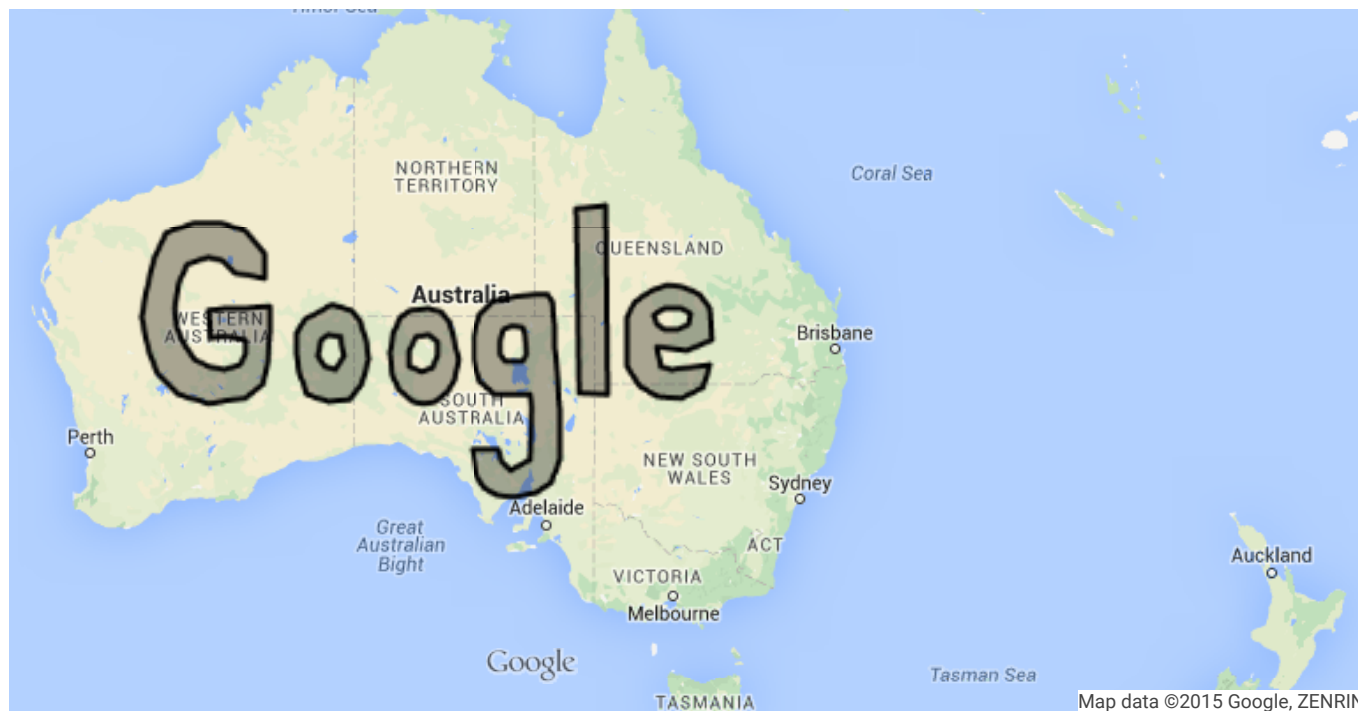 Timor Sea
NORTHERN
TERRITORY
Coral Sea
QUEENSLAND
Australia
Google
WESTERN
AUSTRALIA
Brisbane
SOUTH
AUSTRALIA
Perth
NEW SOUTH
WALES
Sydney
Adelaide
Great
Australian
Bight
ACT
Auckland
VICTORIA
Melbourne
Google
Tasman Sea
TASMANIA
Map data ©2015 Google, ZENRIN